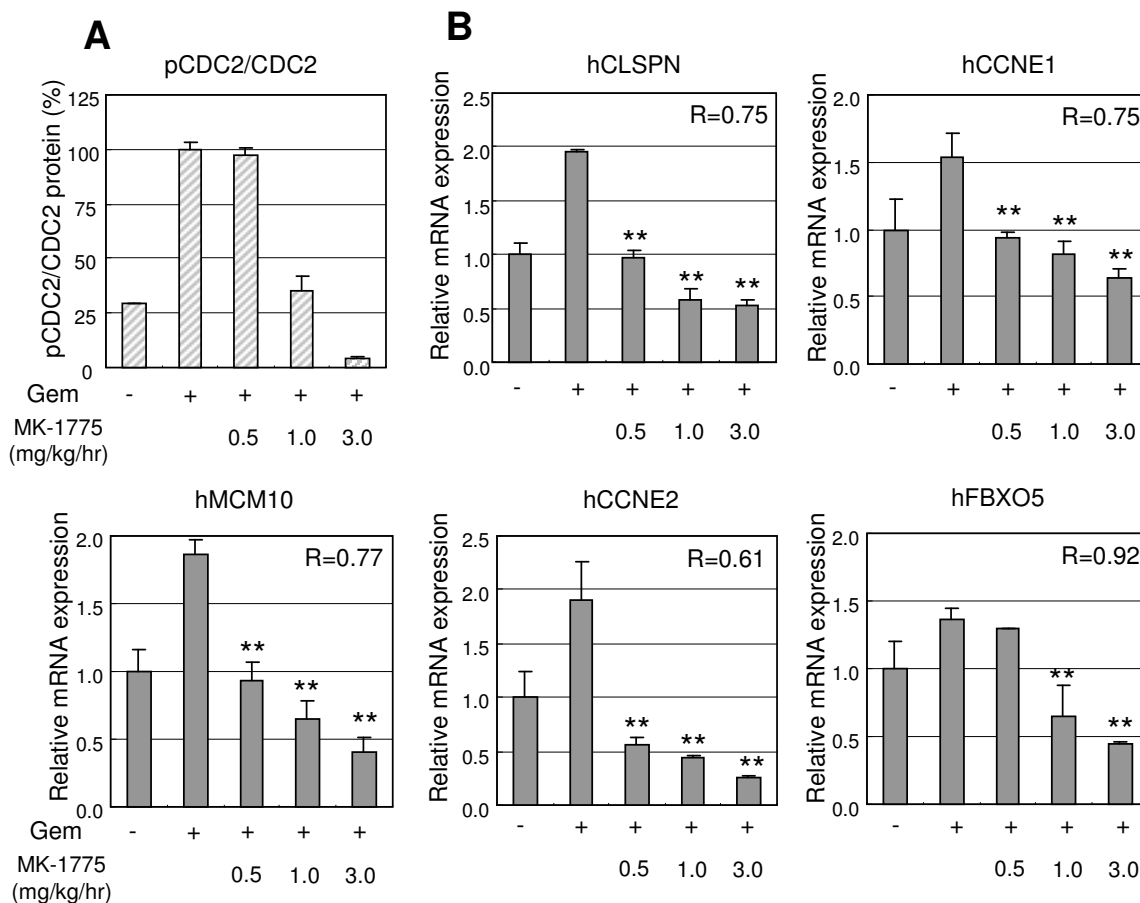 A
B
pCDC2/CDC2
pCDC2/CDC2 protein (%)
125
100
75
50
25
0
Gem - + + + +
MK-1775 0.5 1.0 3.0
(mg/kg/hr)
hCLSPN
Relative mRNA expression
R=0.75
2.5
2.0
1.5
1.0
0.5
0.0
** ** **
- + + + +
0.5 1.0 3.0
hCCNE1
Relative mRNA expression
R=0.75
2.0
1.5
1.0
0.5
0.0
** ** **
- + + + +
0.5 1.0 3.0
hMCM10
Relative mRNA expression
R=0.77
2.0
1.5
1.0
0.5
0.0
** ** **
Gem - + + + +
MK-1775 0.5 1.0 3.0
(mg/kg/hr)
hCCNE2
Relative mRNA expression
R=0.61
2.5
2.0
1.5
1.0
0.5
0.0
** ** **
- + + + +
0.5 1.0 3.0
hFBXO5
Relative mRNA expression
R=0.92
2.0
1.5
1.0
0.5
0.0
** **
- + + + +
0.5 1.0 3.0